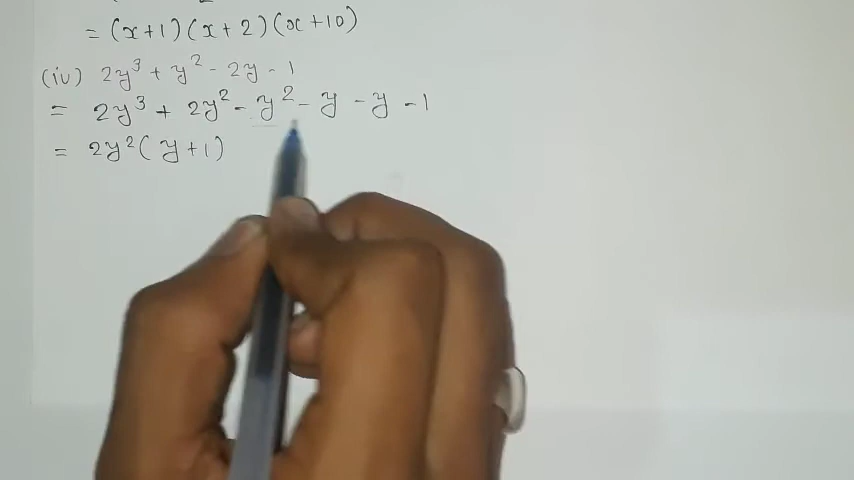 = (x+1)(x+2)(x+10)
(iv) 2y³ + y² - 2y - 1
= 2y³ + 2y² - y² - y - y - 1
= 2y² (y+1)